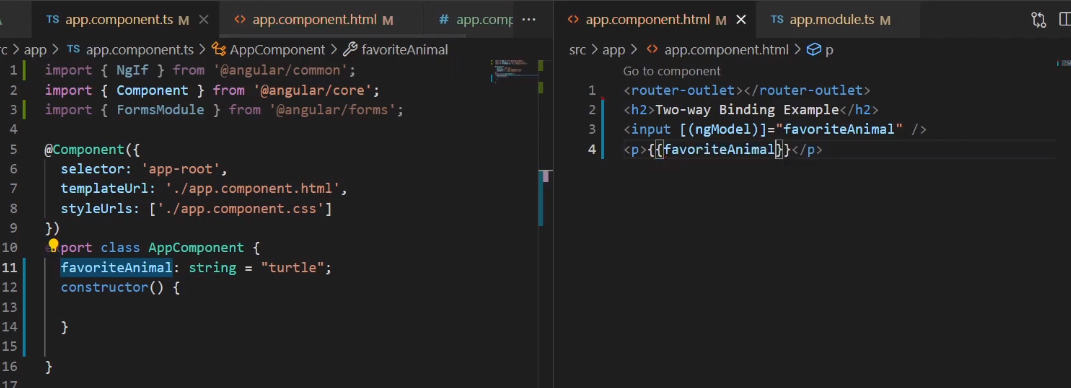 TS app.component.ts M ✕
<> app.component.html M
# app.comp
···
<> app.component.html M ✕
TS app.module.ts M
rc > app > TS app.component.ts > AppComponent > favoriteAnimal
1 import { NgIf } from '@angular/common';
2 import { Component } from '@angular/core';
3 import { FormsModule } from '@angular/forms';
4
5 @Component({
6 selector: 'app-root',
7 templateUrl: './app.component.html',
8 styleUrls: ['./app.component.css']
9 })
10 port class AppComponent {
11 favoriteAnimal: string = "turtle";
12 constructor() {
13
14 }
15
16 }
17
src > app > <> app.component.html > p
Go to component
1 <router-outlet></router-outlet>
2 <h2>Two-way Binding Example</h2>
3 <input [(ngModel)]="favoriteAnimal" />
4 <p>{{favoriteAnimal}}</p>